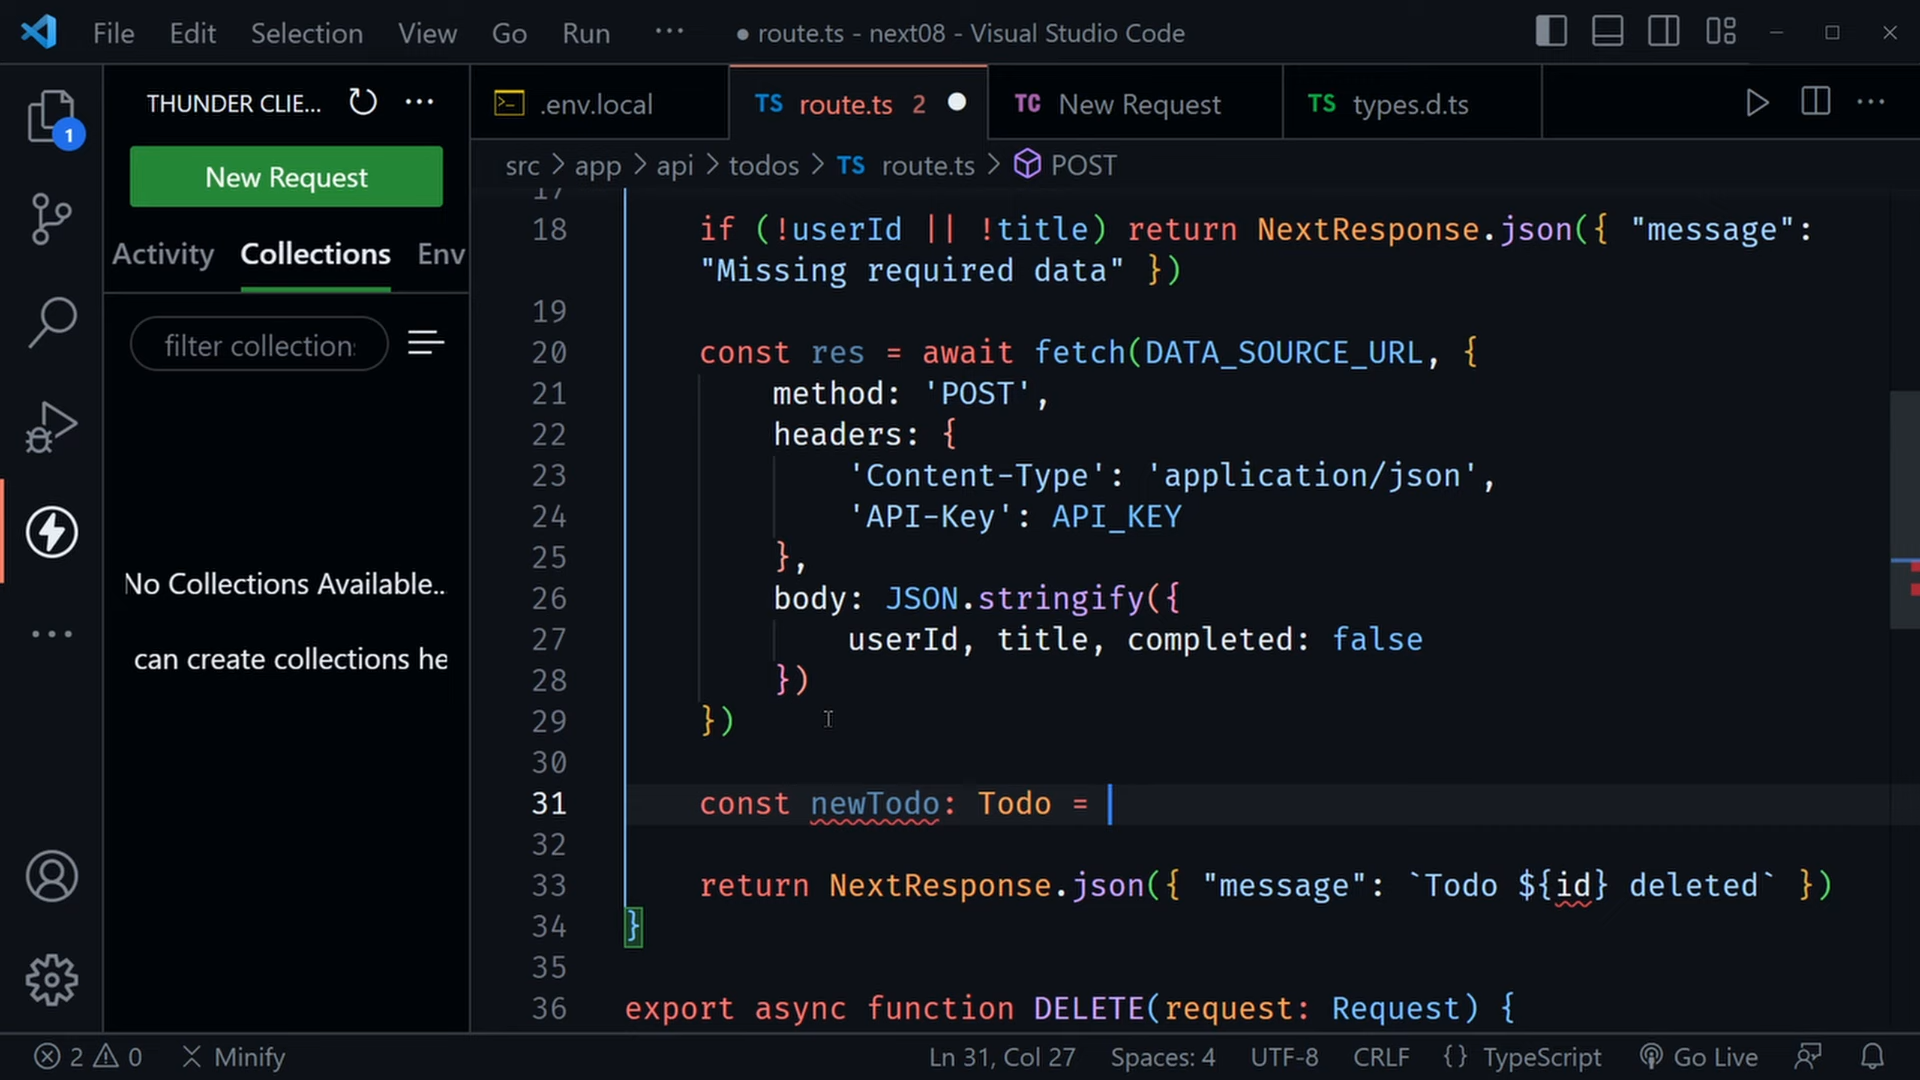 File Edit Selection View Go Run ··· ● route.ts - next08 - Visual Studio Code
THUNDER CLIE... ···
.env.local
TS route.ts 2 ●
TC New Request
TS types.d.ts
···
1
New Request
Activity Collections Env
filter collection
No Collections Available..
can create collections he
src > app > api > todos > TS route.ts > POST
17
18 if (!userId || !title) return NextResponse.json({ "message":
"Missing required data" })
19
20 const res = await fetch(DATA_SOURCE_URL, {
21 method: 'POST',
22 headers: {
23 'Content-Type': 'application/json',
24 'API-Key': API_KEY
25 },
26 body: JSON.stringify({
27 userId, title, completed: false
28 })
29 })
30
31 const newTodo: Todo =
32
33 return NextResponse.json({ "message": `Todo ${id} deleted` })
34 }
35
36 export async function DELETE(request: Request) {
2 0 Minify Ln 31, Col 27 Spaces: 4 UTF-8 CRLF {} TypeScript Go Live